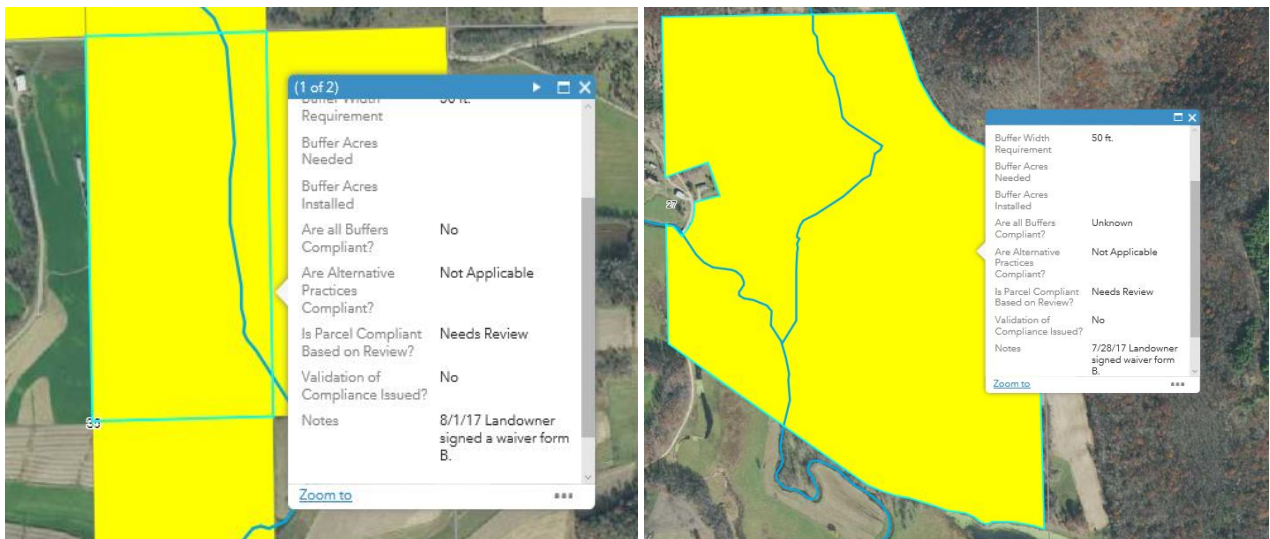 (1 of 2)
Buffer Width 50 ft.
Requirement
Buffer Acres
Needed
Buffer Acres
Installed
Are all Buffers No
Compliant?
Are Alternative Not Applicable
Practices
Compliant?
Is Parcel Compliant Needs Review
Based on Review?
Validation of No
Compliance Issued?
Notes 8/1/17 Landowner
signed a waiver form
B.
Zoom to
Buffer Width 50 ft.
Requirement
Buffer Acres
Needed
Buffer Acres
Installed
Are all Buffers Unknown
Compliant?
Are Alternative Not Applicable
Practices
Compliant?
Is Parcel Compliant Needs Review
Based on Review?
Validation of No
Compliance Issued?
Notes 7/28/17 Landowner
signed waiver form
B.
Zoom to
27